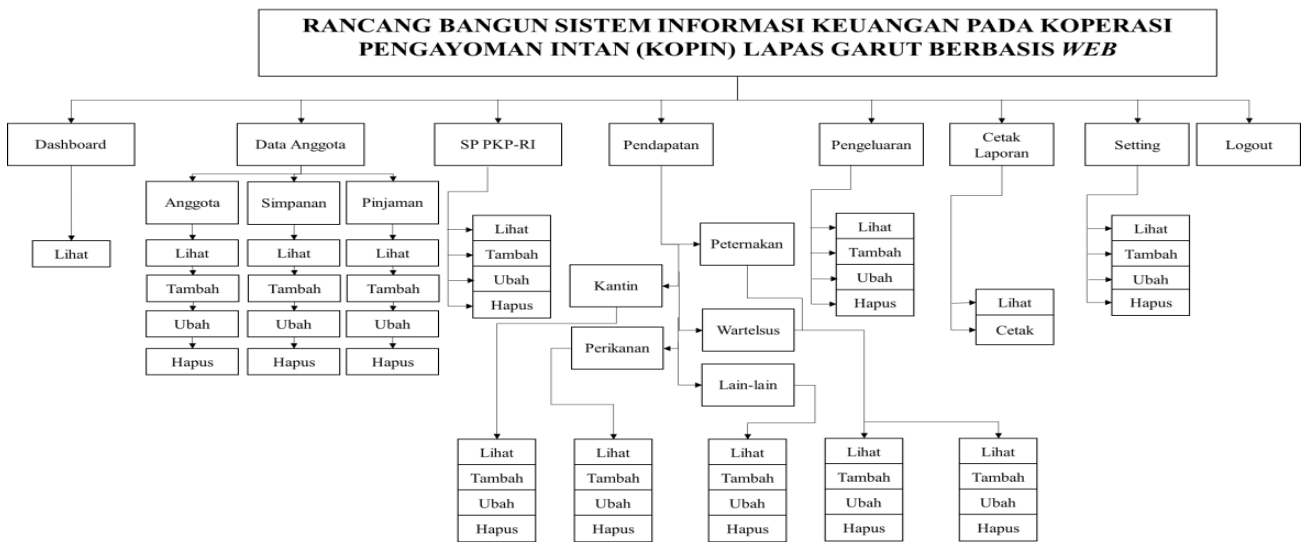 RANCANG BANGUN SISTEM INFORMASI KEUANGAN PADA KOPERASI
PENGAYOMAN INTAN (KOPIN) LAPAS GARUT BERBASIS WEB
Dashboard
Data Anggota
SP PKP-RI
Pendapatan
Pengeluaran
Cetak
Laporan
Setting
Logout
Lihat
Anggota
Lihat
Tambah
Ubah
Hapus
Simpanan
Lihat
Tambah
Ubah
Hapus
Pinjaman
Lihat
Tambah
Ubah
Hapus
Lihat
Tambah
Ubah
Hapus
Peternakan
Kantin
Wartelsus
Perikanan
Lain-lain
Lihat
Tambah
Ubah
Hapus
Lihat
Cetak
Lihat
Tambah
Ubah
Hapus
Lihat
Tambah
Ubah
Hapus
Lihat
Tambah
Ubah
Hapus
Lihat
Tambah
Ubah
Hapus
Lihat
Tambah
Ubah
Hapus
Lihat
Tambah
Ubah
Hapus